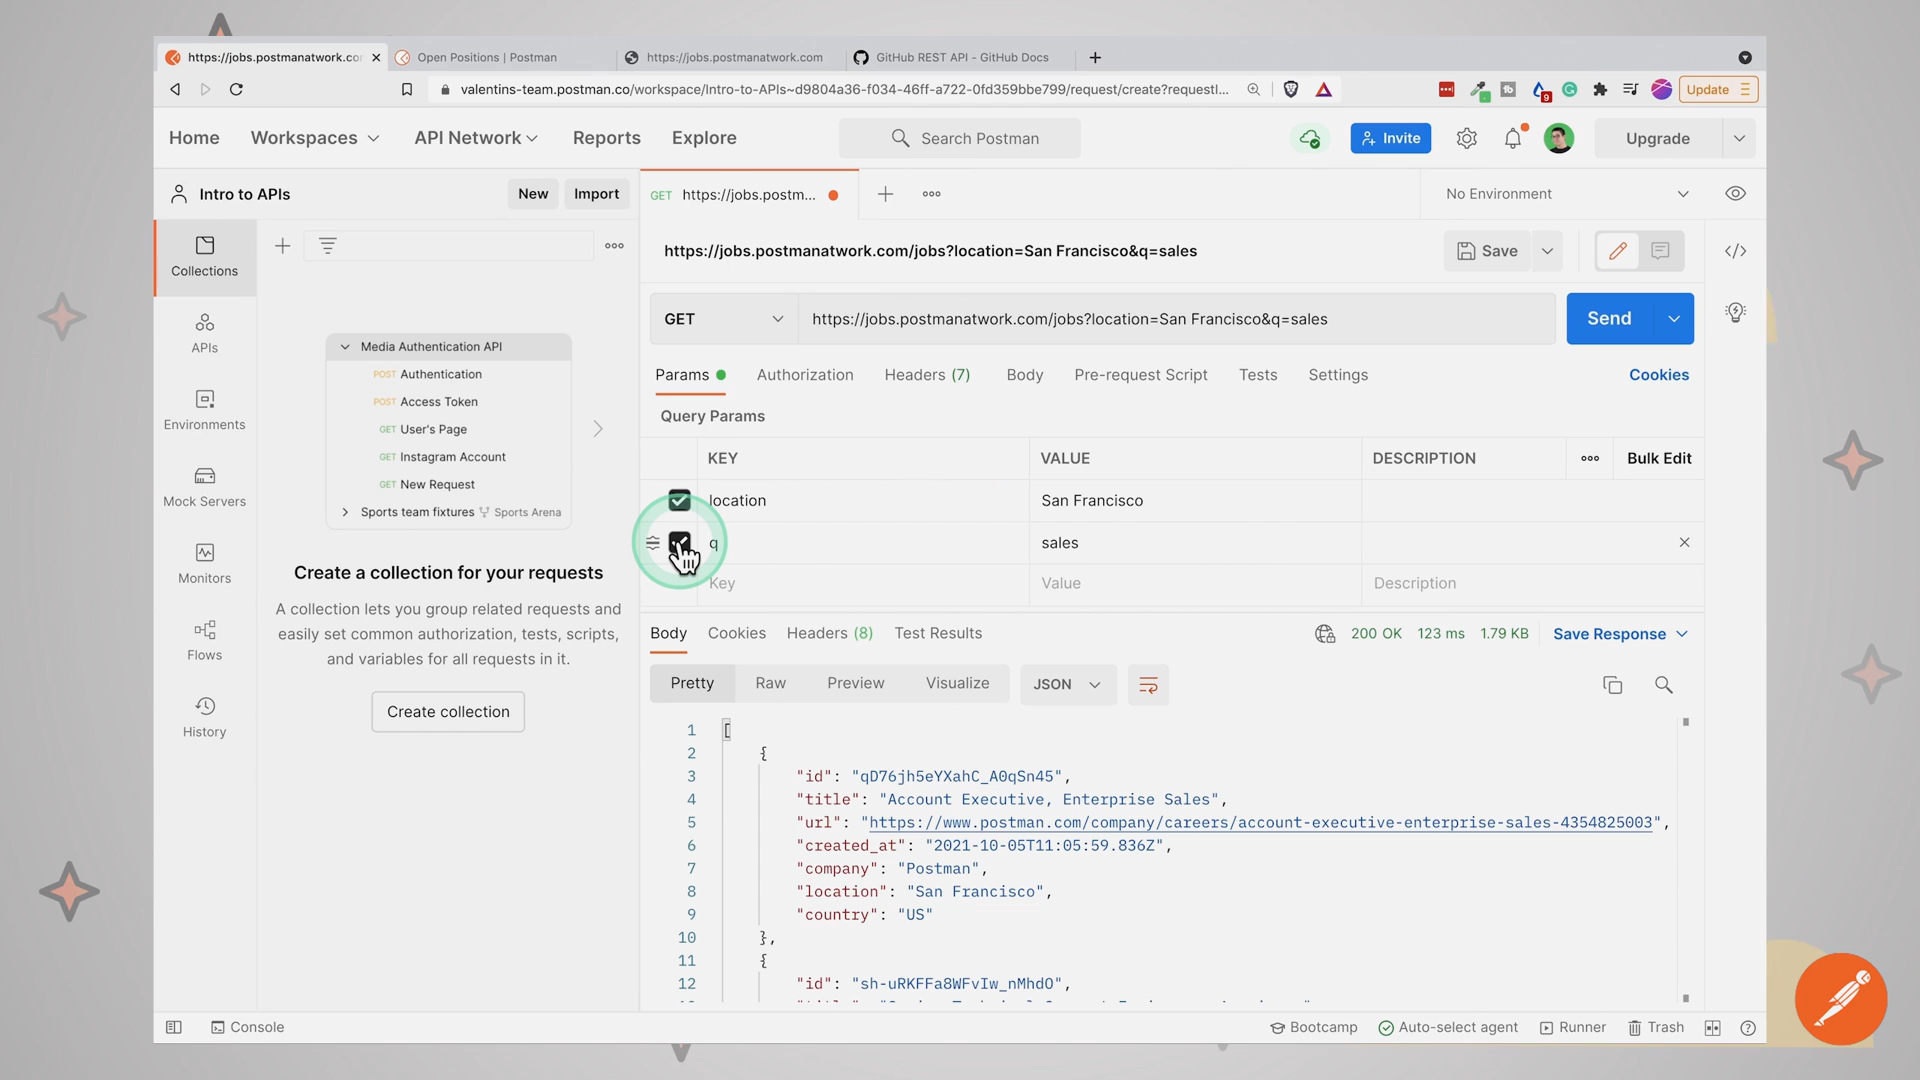 https://jobs.postmanatwork.co
Open Positions | Postman
https://jobs.postmanatwork.com
GitHub REST API - GitHub Docs
valentins-team.postman.co/workspace/Intro-to-APIs~d9804a36-f034-46ff-a722-0fd359bbe799/request/create?requestI...
9
Update
Home
Workspaces
API Network
Reports
Explore
Search Postman
Invite
Upgrade
Intro to APIs
New
Import
GET https://jobs.postm...
No Environment
Collections
APIs
Environments
Mock Servers
Monitors
Flows
History
Media Authentication API
POST Authentication
POST Access Token
GET User's Page
GET Instagram Account
GET New Request
Sports team fixtures Sports Arena
Create a collection for your requests
A collection lets you group related requests and
easily set common authorization, tests, scripts,
and variables for all requests in it.
Create collection
https://jobs.postmanatwork.com/jobs?location=San Francisco&q=sales
Save
GET
https://jobs.postmanatwork.com/jobs?location=San Francisco&q=sales
Send
Params
Authorization
Headers (7)
Body
Pre-request Script
Tests
Settings
Cookies
Query Params
KEY
VALUE
DESCRIPTION
Bulk Edit
location
San Francisco
q
sales
Key
Value
Description
Body
Cookies
Headers (8)
Test Results
200 OK
123 ms
1.79 KB
Save Response
Pretty
Raw
Preview
Visualize
JSON
1 [
2 {
3 "id": "qD76jh5eYXahC_A0qSn45",
4 "title": "Account Executive, Enterprise Sales",
5 "url": "https://www.postman.com/company/careers/account-executive-enterprise-sales-4354825003",
6 "created_at": "2021-10-05T11:05:59.836Z",
7 "company": "Postman",
8 "location": "San Francisco",
9 "country": "US"
10 },
11 {
12 "id": "sh-uRKFFa8WFvIw_nMhdO",
Console
Bootcamp
Auto-select agent
Runner
Trash